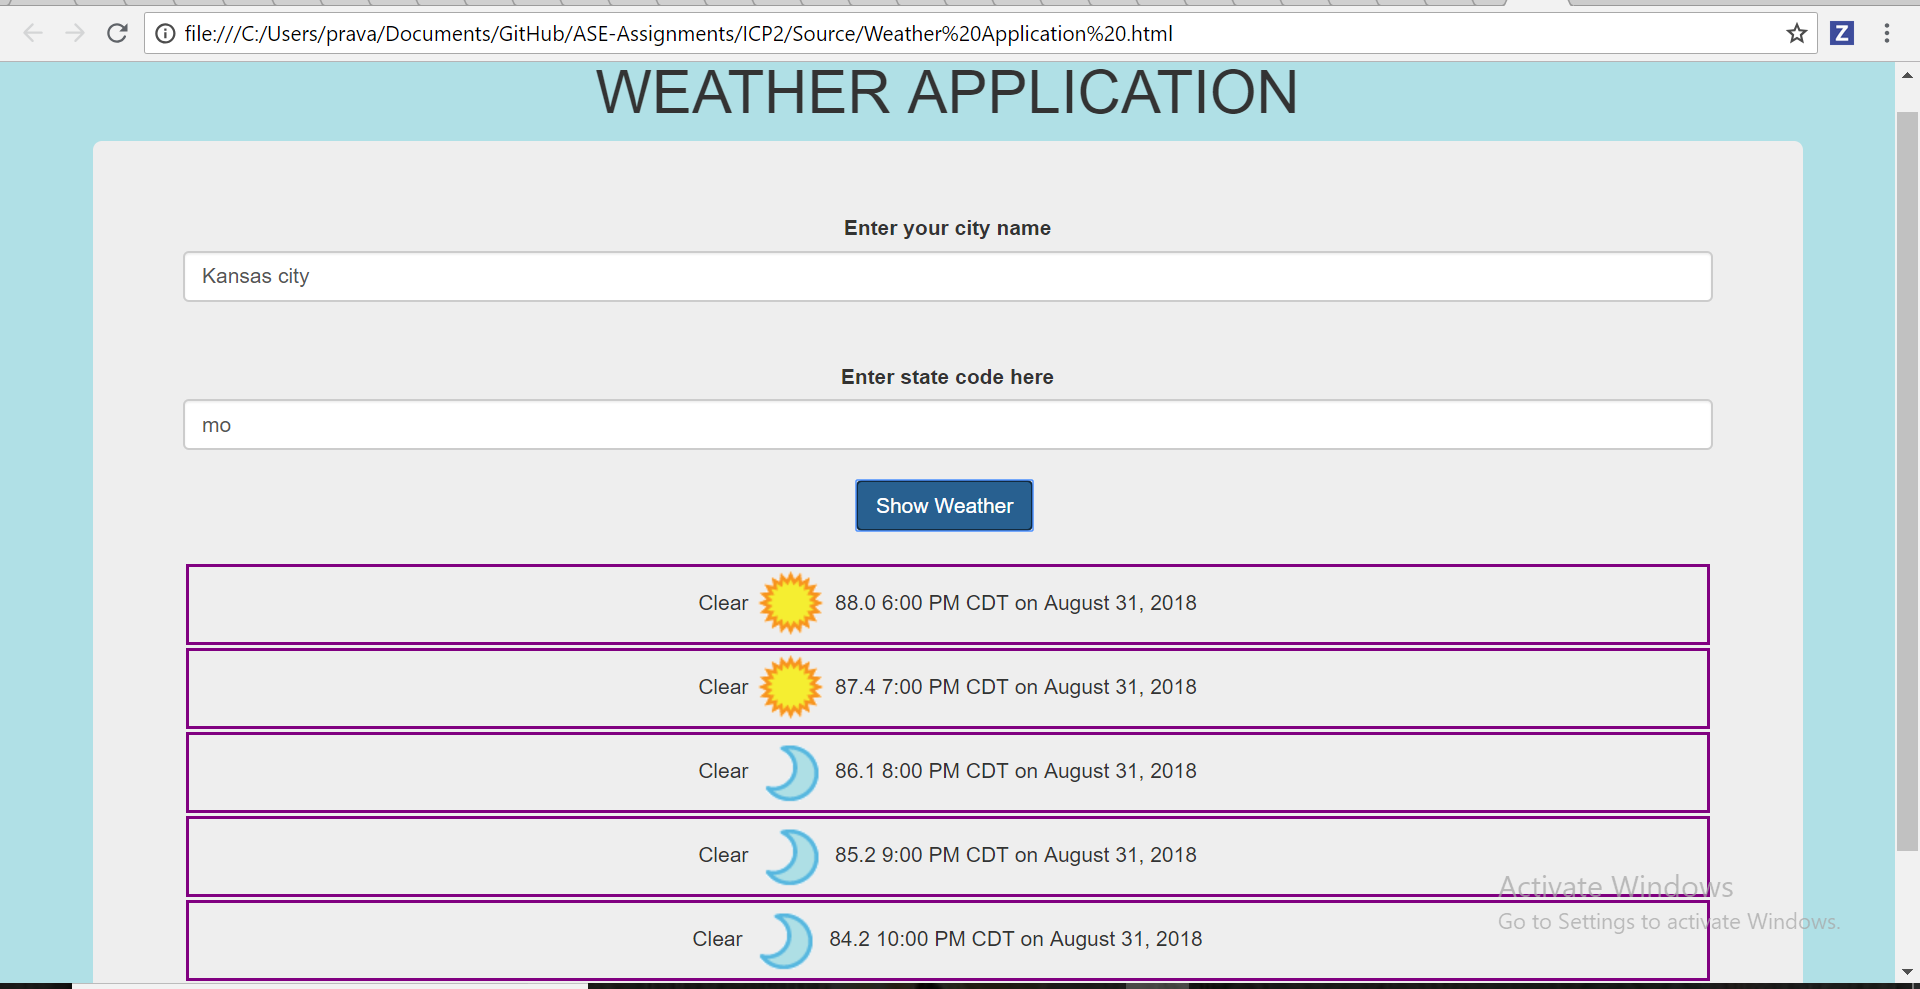 file:///C:/Users/prava/Documents/GitHub/ASE-Assignments/ICP2/Source/Weather%20Application%20.html
Z
WEATHER APPLICATION
Enter your city name
Kansas city
Enter state code here
mo
Show Weather
Clear 88.0 6:00 PM CDT on August 31, 2018
Clear 87.4 7:00 PM CDT on August 31, 2018
Clear 86.1 8:00 PM CDT on August 31, 2018
Clear 85.2 9:00 PM CDT on August 31, 2018
Clear 84.2 10:00 PM CDT on August 31, 2018
Activate Windows
Go to Settings to activate Windows.